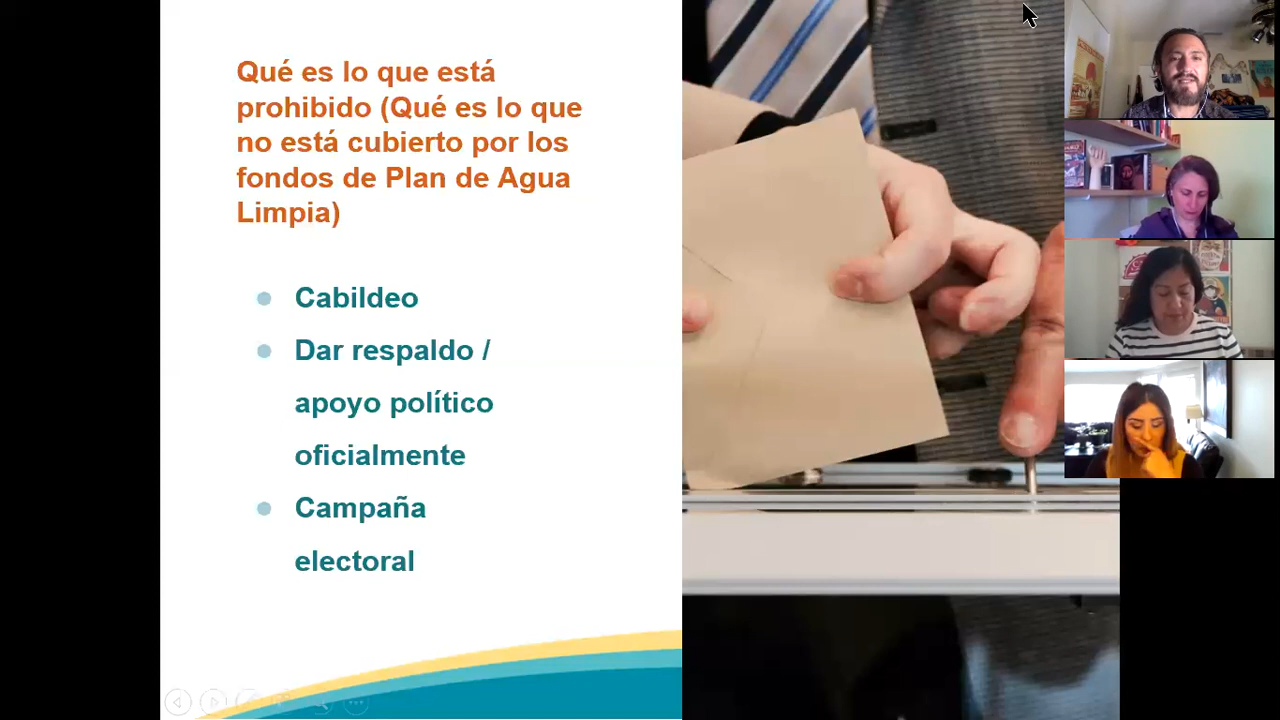 Qué es lo que está
prohibido (Qué es lo que
no está cubierto por los
fondos de Plan de Agua
Limpia)
Cabildeo
Dar respaldo /
apoyo político
oficialmente
Campaña
electoral